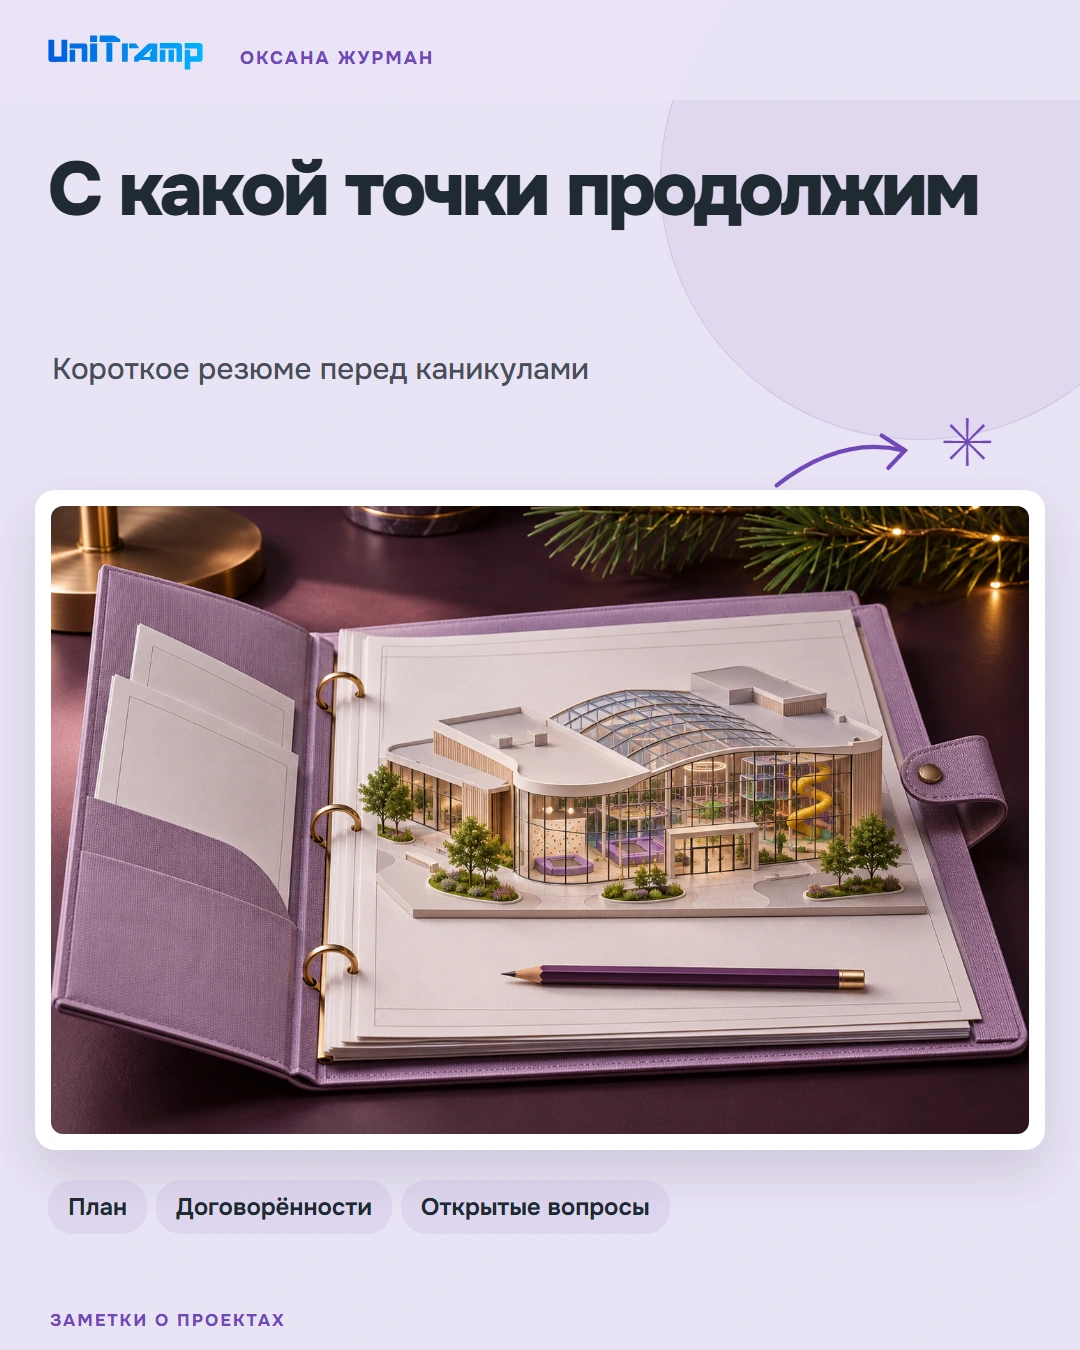 UniTramp
ОКСАНА ЖУРМАН
С какой точки продолжим
Короткое резюме перед каникулами
План
Договорённости
Открытые вопросы
ЗАМЕТКИ О ПРОЕКТАХ